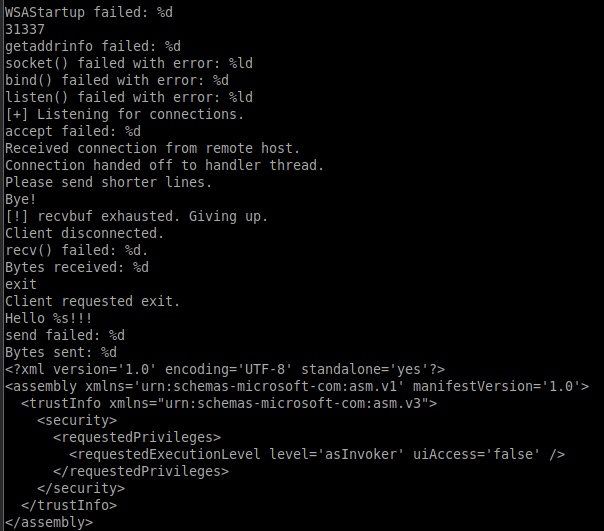 WSAStartup failed: %d
31337
getaddrinfo failed: %d
socket() failed with error: %ld
bind() failed with error: %d
listen() failed with error: %ld
[+] Listening for connections.
accept failed: %d
Received connection from remote host.
Connection handed off to handler thread.
Please send shorter lines.
Bye!
[!] recvbuf exhausted. Giving up.
Client disconnected.
recv() failed: %d.
Bytes received: %d
exit
Client requested exit.
Hello %s!!!
send failed: %d
Bytes sent: %d
<?xml version='1.0' encoding='UTF-8' standalone='yes'?>
<assembly xmlns='urn:schemas-microsoft-com:asm.v1' manifestVersion='1.0'>
  <trustInfo xmlns="urn:schemas-microsoft-com:asm.v3">
    <security>
      <requestedPrivileges>
        <requestedExecutionLevel level='asInvoker' uiAccess='false' />
      </requestedPrivileges>
    </security>
  </trustInfo>
</assembly>